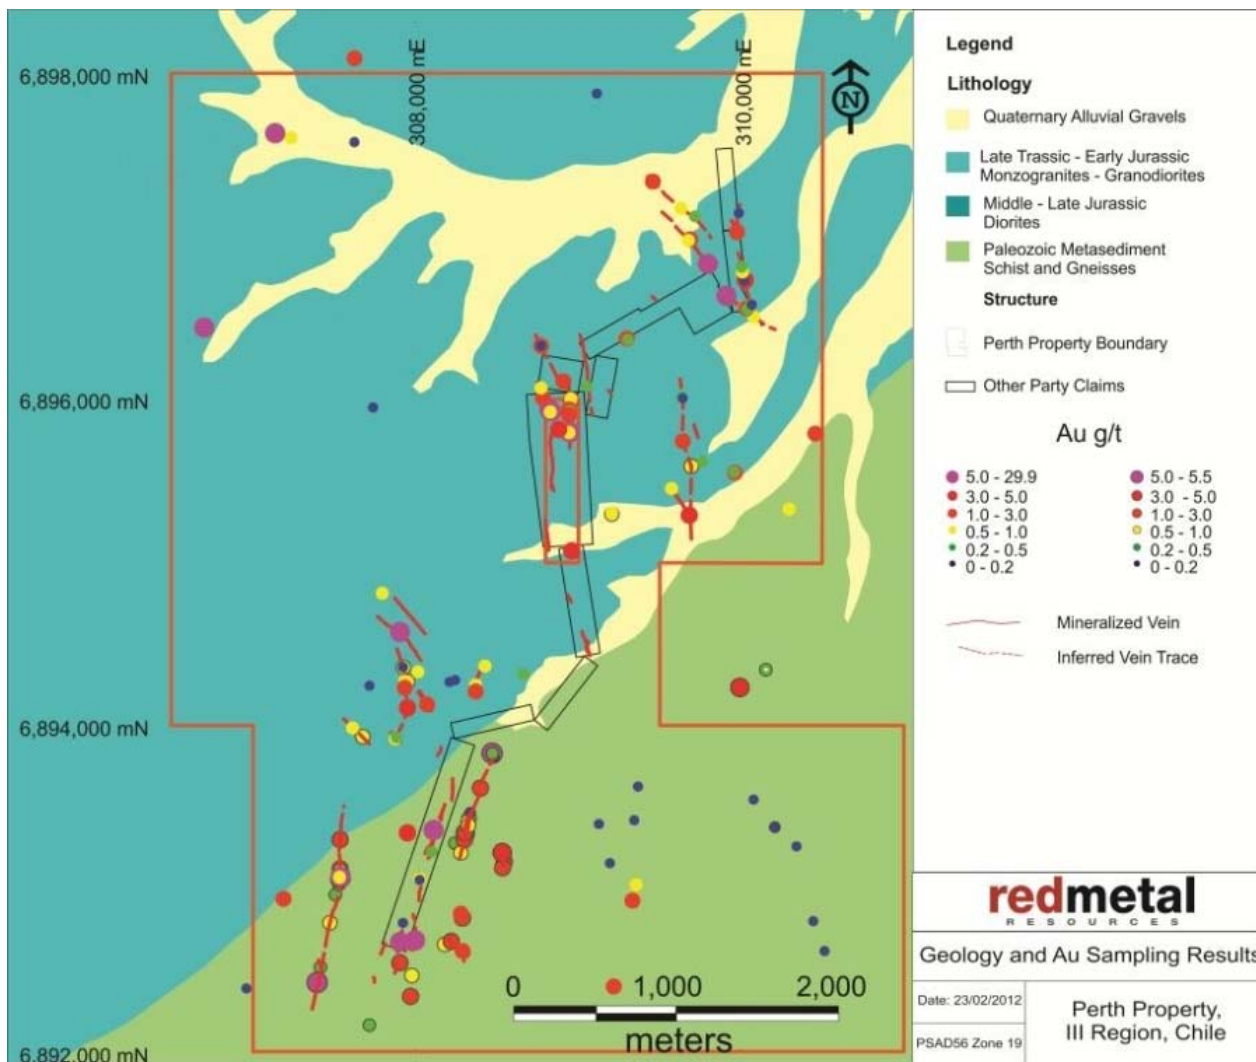 6,898,000 mN
308,000 mE
310,000 mE
N
6,896,000 mN
6,894,000 mN
6,892,000 mN
0 1,000 2,000
meters
Legend
Lithology
Quaternary Alluvial Gravels
Late Trassic - Early Jurassic
Monzogranites - Granodiorites
Middle - Late Jurassic
Diorites
Paleozoic Metasediment
Schist and Gneisses
Structure
Perth Property Boundary
Other Party Claims
Au g/t
5.0 - 29.9 5.0 - 5.5
3.0 - 5.0 3.0 - 5.0
1.0 - 3.0 1.0 - 3.0
0.5 - 1.0 0.5 - 1.0
0.2 - 0.5 0.2 - 0.5
0 - 0.2 0 - 0.2
Mineralized Vein
Inferred Vein Trace
redmetal
RESOURCES
Geology and Au Sampling Results
Date: 23/02/2012
PSAD56 Zone 19
Perth Property,
III Region, Chile